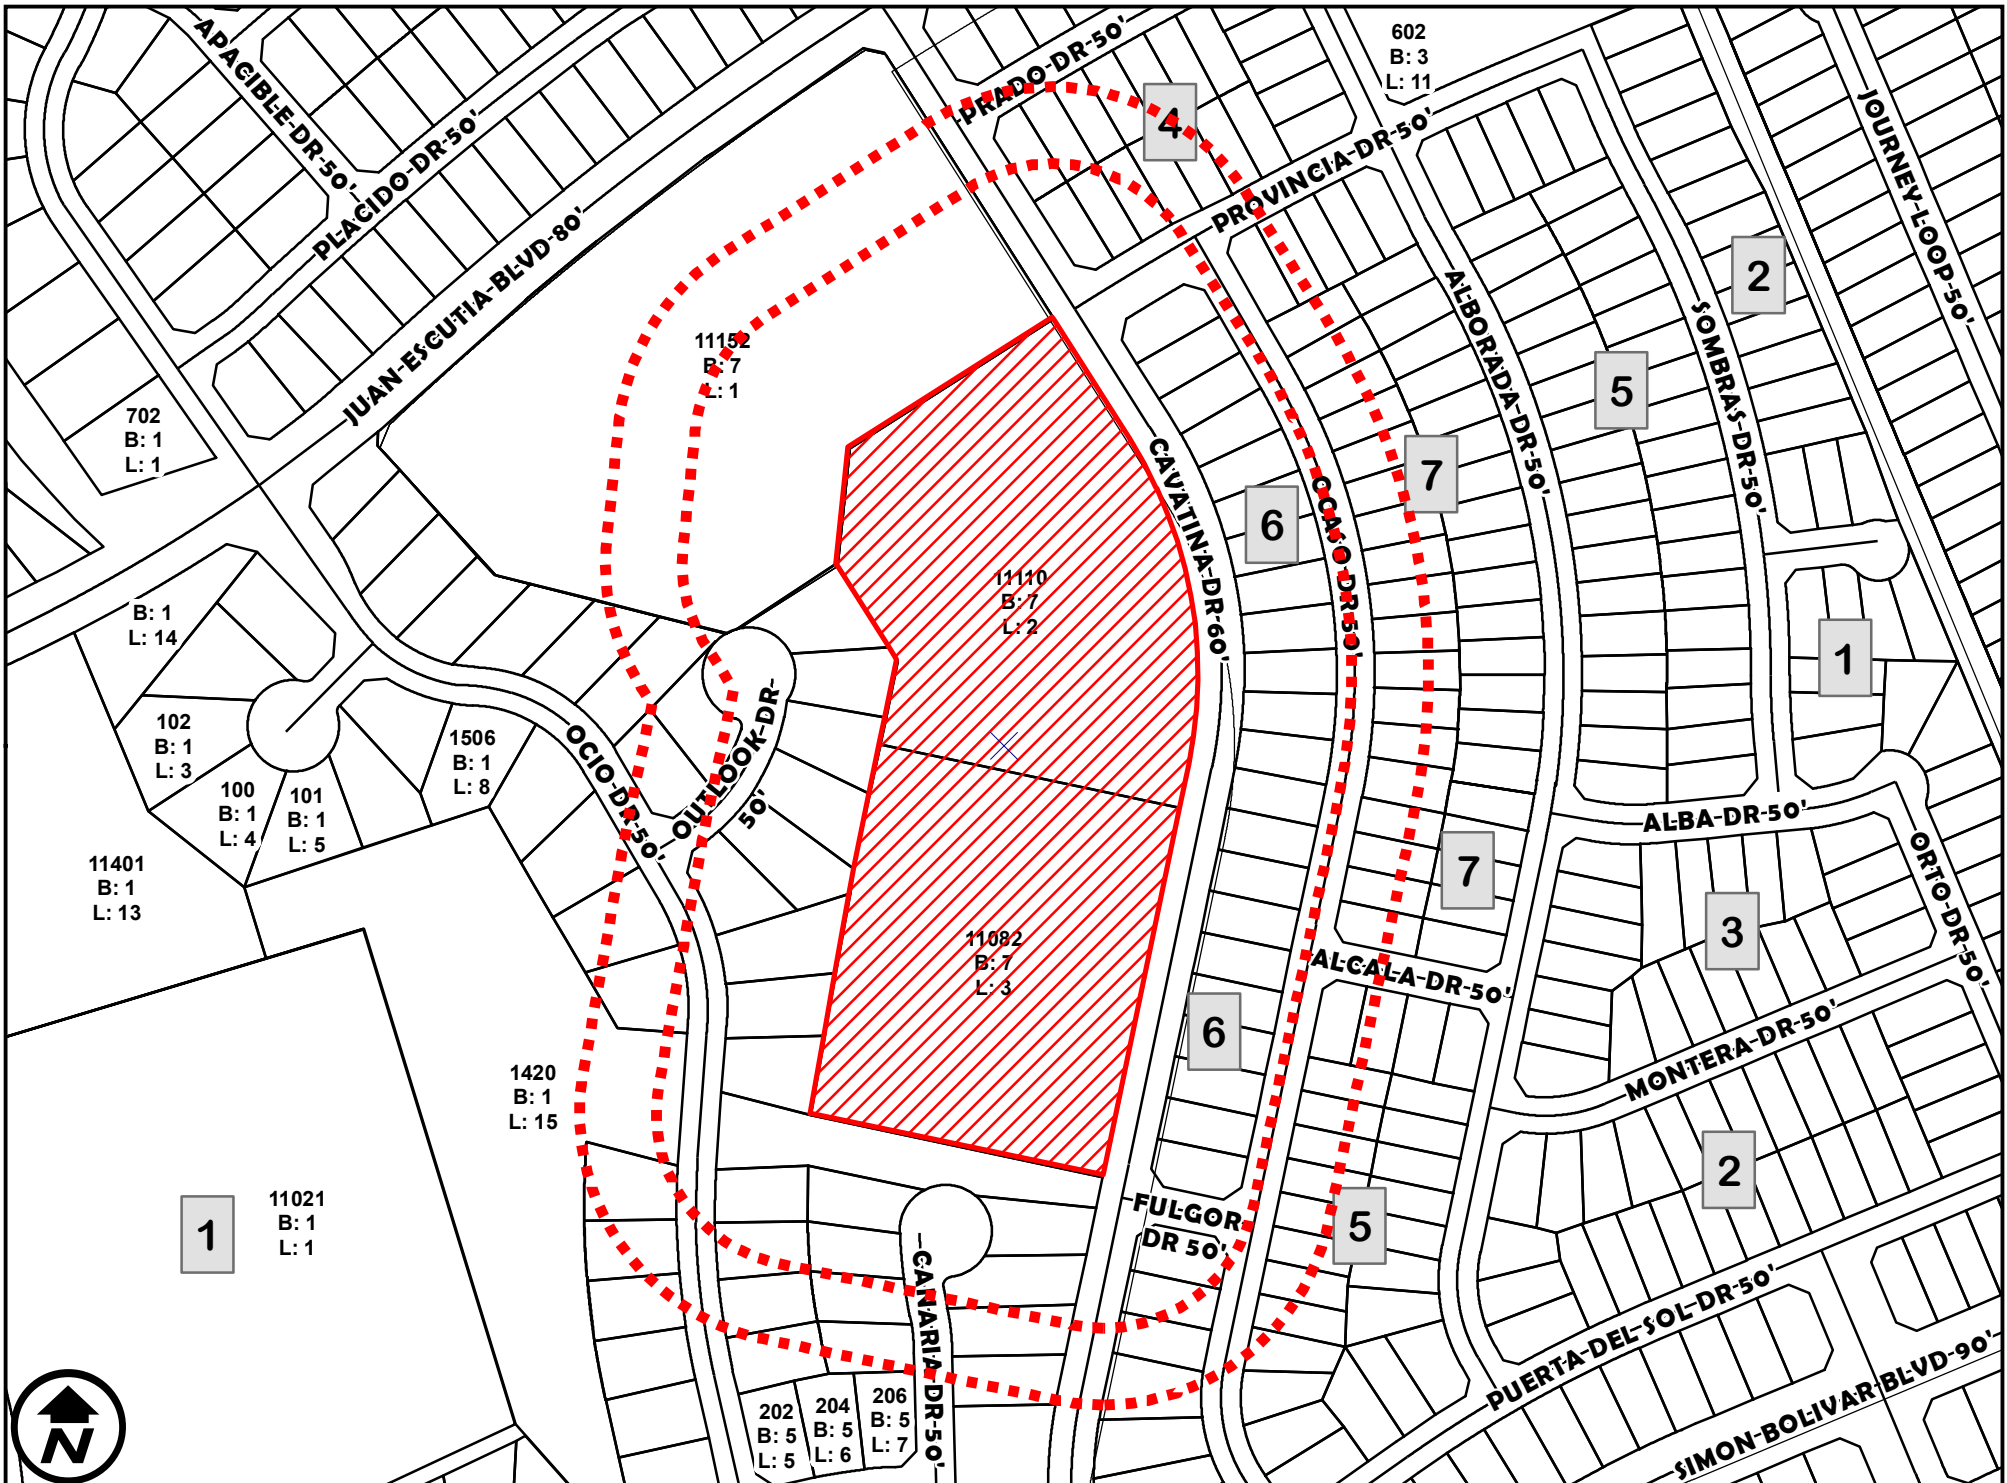 APACIBLE-DR-50'
PLACIDO-DR-50'
JUAN-ESCUTIA-BLVD-80'
PRADO-DR-50'
4
602
B: 3
L: 11
PROVINCIA-DR-50'
JOURNEY-LOOP-50'
2
ALBORADA-DR-50'
SOMBRAS-DR-50'
5
11152
B: 7
L: 1
702
B: 1
L: 1
CAVATINA-DR-60'
OCASO-DR-50'
7
6
11110
B: 7
L: 2
B: 1
L: 14
1
102
B: 1
L: 3
1506
B: 1
L: 8
OCIO-DR-50'
OUTLOOK-DR-
50'
100
B: 1
L: 4
101
B: 1
L: 5
ALBA-DR-50'
ORTO-DR-50'
7
11401
B: 1
L: 13
3
11082
B: 7
L: 3
ALCALA-DR-50'
6
MONTERA-DR-50'
1420
B: 1
L: 15
2
1
11021
B: 1
L: 1
FULGOR-
DR 50'
5
CANARIA-DR-50'
PUERTA-DEL-SOL-DR-50'
SIMON-BOLIVAR-BLVD-90'
202
B: 5
L: 5
204
B: 5
L: 6
206
B: 5
L: 7
N